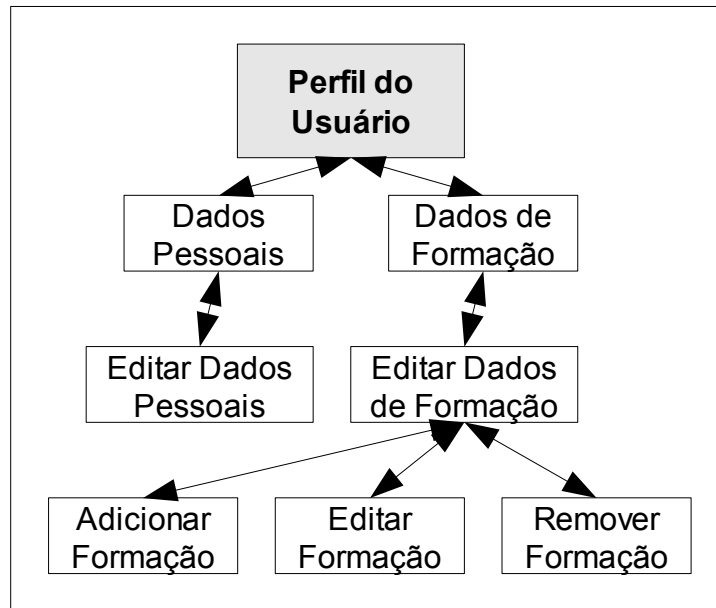 Perfil do
Usuário
Dados
Pessoais
Dados de
Formação
Editar Dados
Pessoais
Editar Dados
de Formação
Adicionar
Formação
Editar
Formação
Remover
Formação